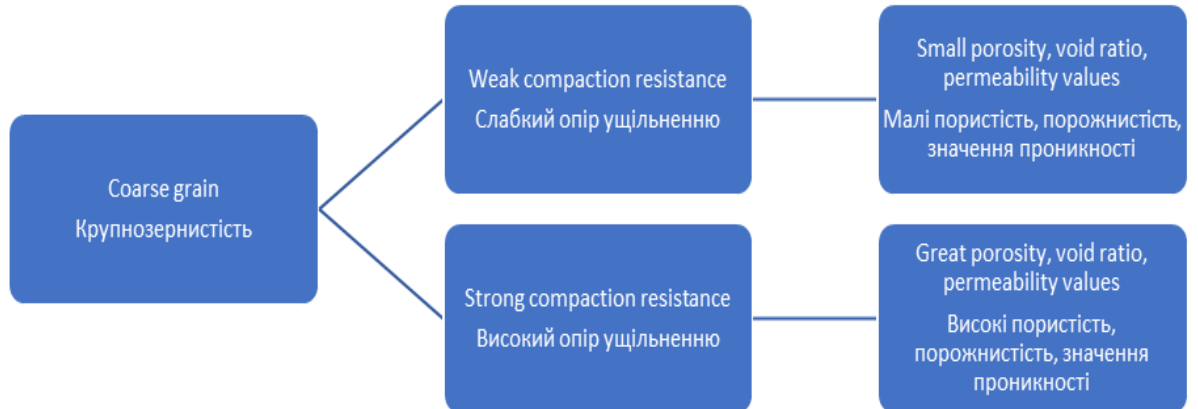 Coarse grain
Крупнозернистість
Weak compaction resistance
Слабкий опір ущільненню
Small porosity, void ratio,
permeability values
Малі пористість, порожнистість,
значення проникності
Strong compaction resistance
Високий опір ущільненню
Great porosity, void ratio,
permeability values
Високі пористість,
порожнистість, значення
проникності